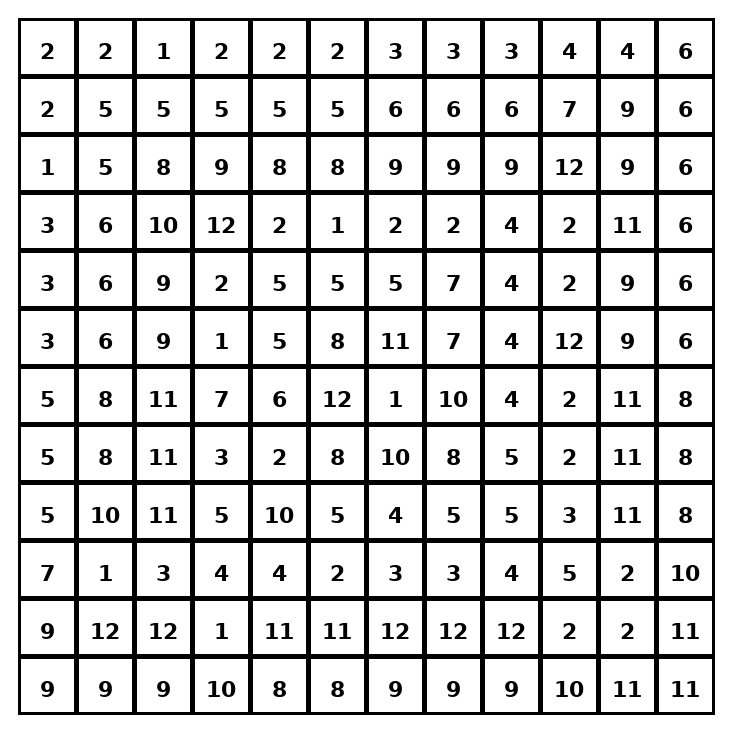 2 2 1 2 2 2 3 3 3 4 4 6
2 5 5 5 5 5 6 6 6 7 9 6
1 5 8 9 8 8 9 9 9 12 9 6
3 6 10 12 2 1 2 2 4 2 11 6
3 6 9 2 5 5 5 7 4 2 9 6
3 6 9 1 5 8 11 7 4 12 9 6
5 8 11 7 6 12 1 10 4 2 11 8
5 8 11 3 2 8 10 8 5 2 11 8
5 10 11 5 10 5 4 5 5 3 11 8
7 1 3 4 4 2 3 3 4 5 2 10
9 12 12 1 11 11 12 12 12 2 2 11
9 9 9 10 8 8 9 9 9 10 11 11